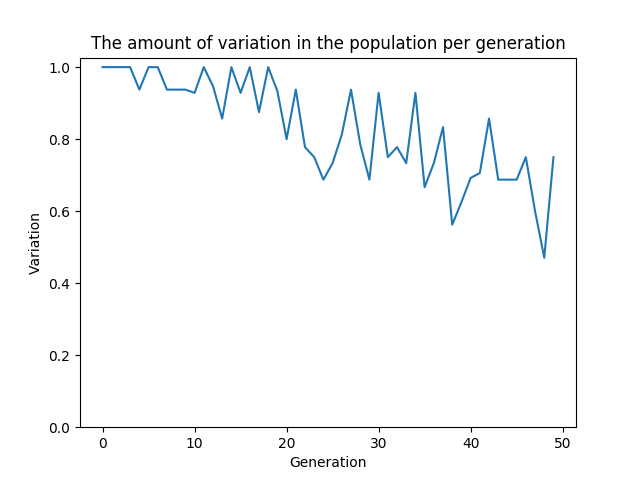 The amount of variation in the population per generation
1.0
0.8
0.6
0.4
0.2
0.0
Variation
0 10 20 30 40 50
Generation